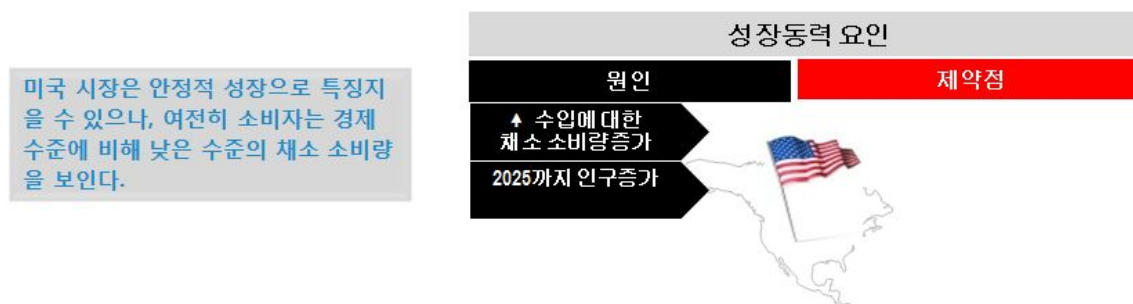 미국 시장은 안정적 성장으로 특징지
을 수 있으나, 여전히 소비자는 경제
수준에 비해 낮은 수준의 채소 소비량
을 보인다.
성장동력 요인
원인
제약점
↑ 수입에 대한
채소 소비량증가
2025까지 인구증가